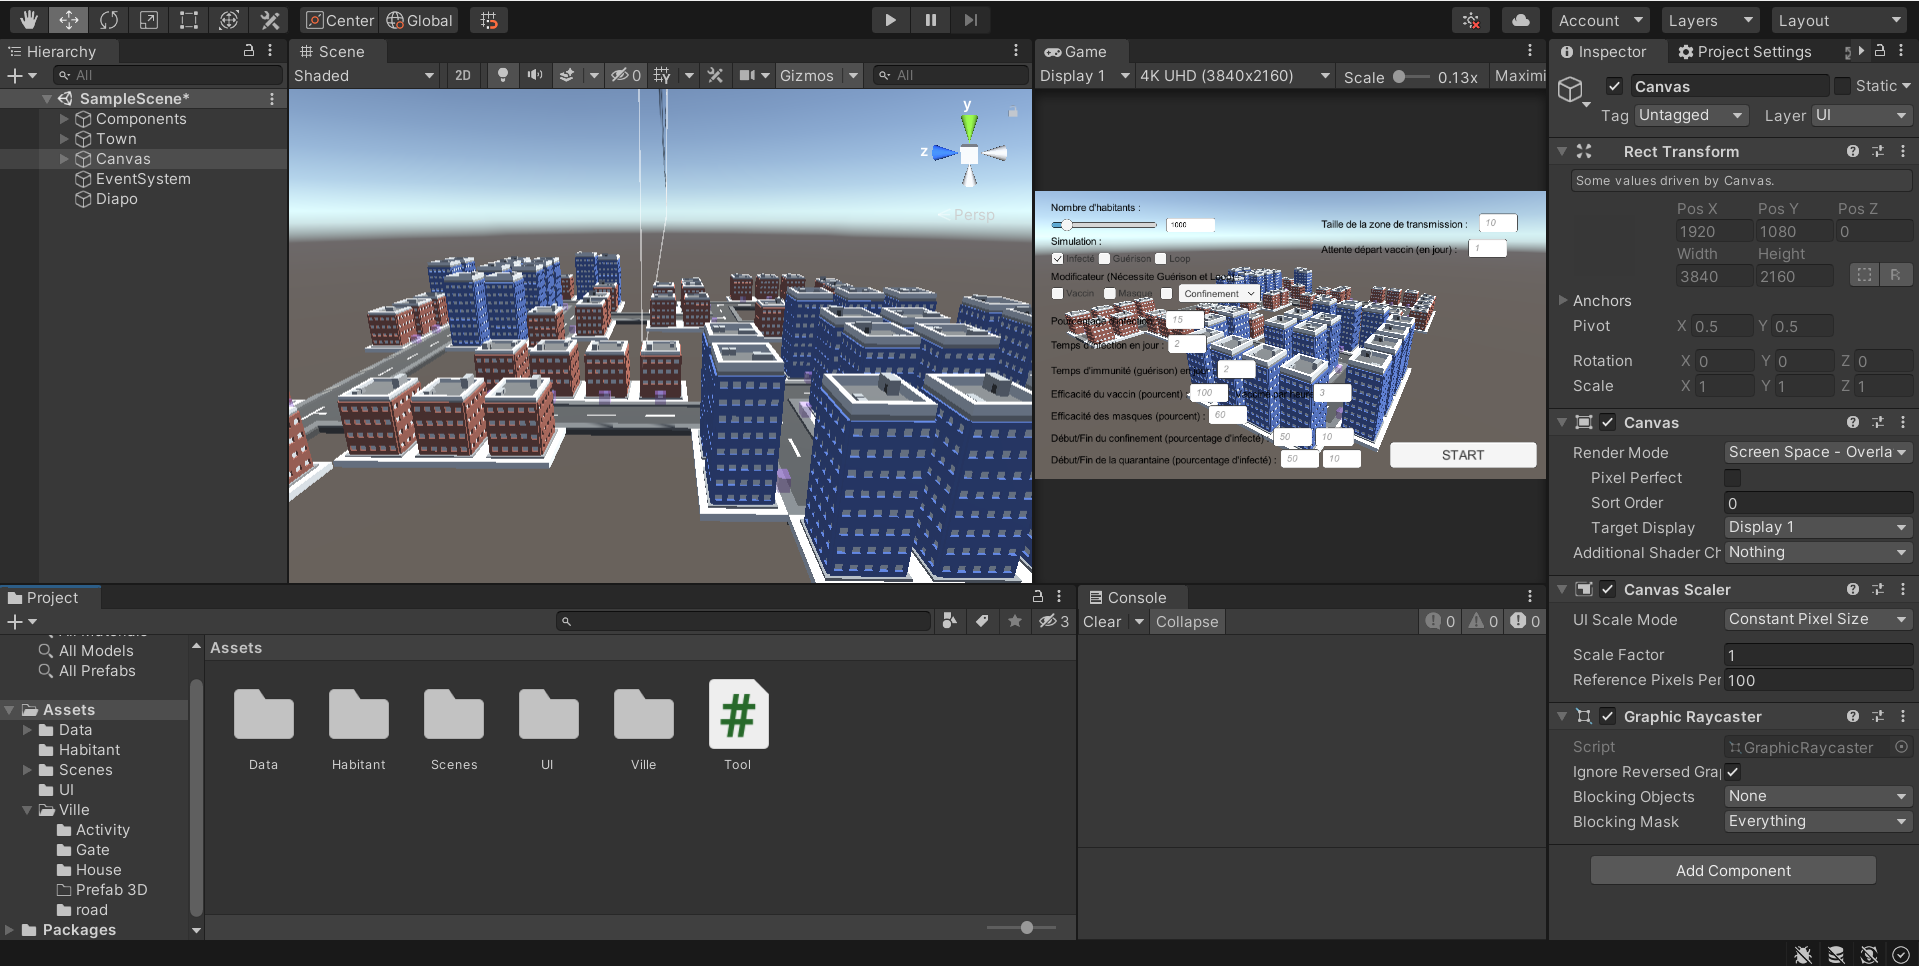 Center
Global
Account
Layers
Layout
Hierarchy
All
SampleScene*
Components
Town
Canvas
EventSystem
Diapo
Scene
Shaded
2D
0
Gizmos
All
y
z
Persp
Game
Display 1
4K UHD (3840x2160)
Scale
0.13x
Maximi
Nombre d'habitants :
1000
Simulation :
Infecté
Guérison
Loop
Modificateur (Nécessite Guérison et Loop)
Vaccin
Masque
Confinement
15
Temps d'infection en jour :
2
Temps d'immunité (guérison) en jour
2
Efficacité du vaccin (pourcent) :
100
3
Efficacité des masques (pourcent) :
60
Début/Fin du confinement (pourcentage d'infecté) :
50
10
Début/Fin de la quarantaine (pourcentage d'infecté) :
50
10
Taille de la zone de transmission :
10
Attente départ vaccin (en jour) :
1
START
Inspector
Project Settings
Canvas
Static
Tag
Untagged
Layer
UI
Rect Transform
Some values driven by Canvas.
Pos X
Pos Y
Pos Z
1920
1080
0
Width
Height
3840
2160
R
Anchors
Pivot
X 0.5
Y 0.5
Rotation
X 0
Y 0
Z 0
Scale
X 1
Y 1
Z 1
Canvas
Render Mode
Screen Space - Overla
Pixel Perfect
Sort Order
0
Target Display
Display 1
Additional Shader Ch
Nothing
Canvas Scaler
UI Scale Mode
Constant Pixel Size
Scale Factor
1
Reference Pixels Per
100
Graphic Raycaster
Script
GraphicRaycaster
Ignore Reversed Gra
Blocking Objects
None
Blocking Mask
Everything
Add Component
Project
3
All Materials
All Models
All Prefabs
Assets
Data
Habitant
Scenes
UI
Ville
Activity
Gate
House
Prefab 3D
road
Packages
Assets
Data
Habitant
Scenes
UI
Ville
#
Tool
Console
Clear
Collapse
0
0
0